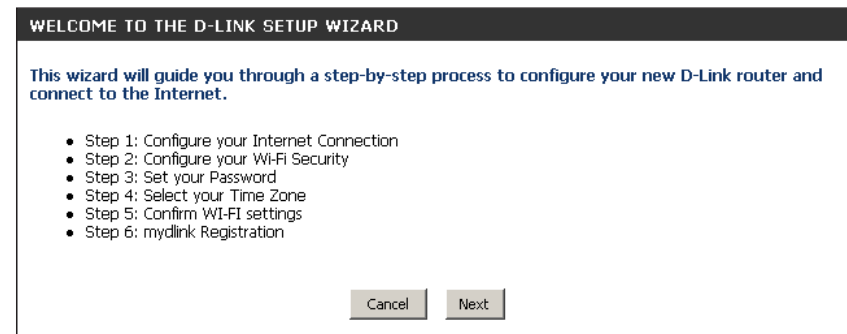 WELCOME TO THE D-LINK SETUP WIZARD
This wizard will guide you through a step-by-step process to configure your new D-Link router and
connect to the Internet.
• Step 1: Configure your Internet Connection
• Step 2: Configure your Wi-Fi Security
• Step 3: Set your Password
• Step 4: Select your Time Zone
• Step 5: Confirm WI-FI settings
• Step 6: mydlink Registration
Cancel Next